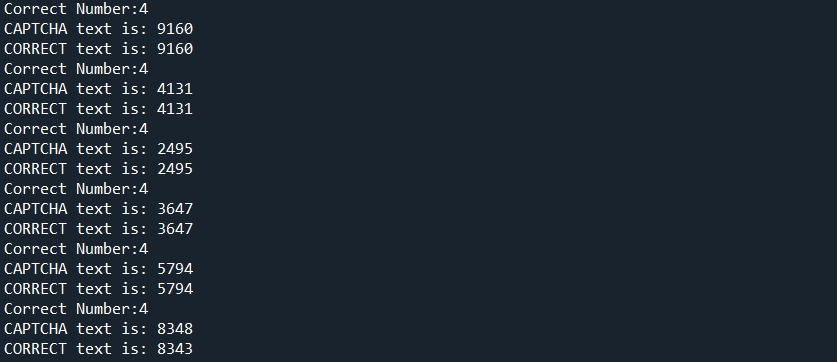 Correct Number:4
CAPTCHA text is: 9160
CORRECT text is: 9160
Correct Number:4
CAPTCHA text is: 4131
CORRECT text is: 4131
Correct Number:4
CAPTCHA text is: 2495
CORRECT text is: 2495
Correct Number:4
CAPTCHA text is: 3647
CORRECT text is: 3647
Correct Number:4
CAPTCHA text is: 5794
CORRECT text is: 5794
Correct Number:4
CAPTCHA text is: 8348
CORRECT text is: 8343